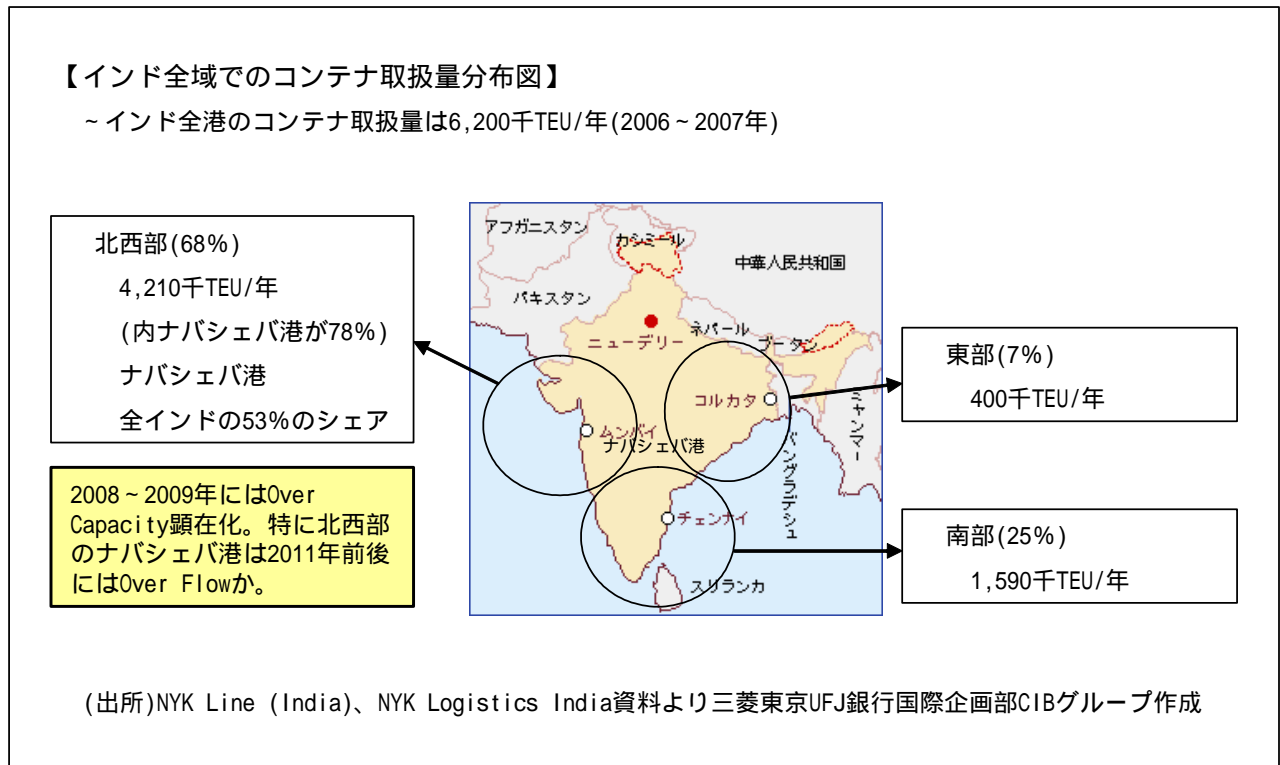 【インド全域でのコンテナ取扱量分布図】
~インド全港のコンテナ取扱量は6,200千TEU/年(2006~2007年)
北西部(68%)
4,210千TEU/年
(内ナバシェバ港が78%)
ナバシェバ港
全インドの53%のシェア
2008~2009年にはOver
Capacity顕在化。特に北西部
のナバシェバ港は2011年前後
にはOver Flowか。
アフガニスタン
カシミール
中華人民共和国
パキスタン
ネパール
ニューデリー
ブータン
コルカタ
ミャンマー
ムンバイ
ナバシェバ港
バングラデシュ
チェンナイ
スリランカ
東部(7%)
400千TEU/年
南部(25%)
1,590千TEU/年
(出所)NYK Line (India)、NYK Logistics India資料より三菱東京UFJ銀行国際企画部CIBグループ作成